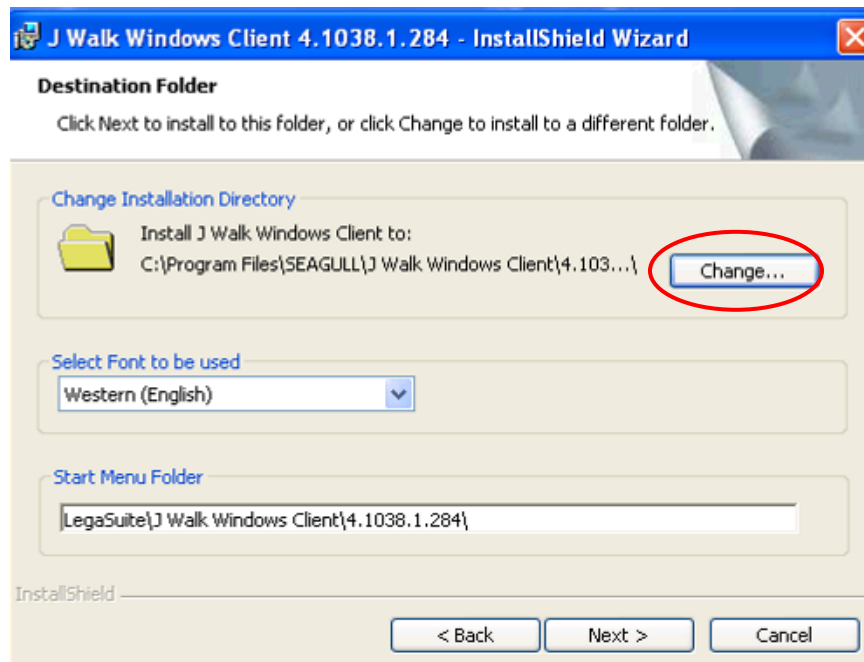 J Walk Windows Client 4.1038.1.284 - InstallShield Wizard
Destination Folder
Click Next to install to this folder, or click Change to install to a different folder.
Change Installation Directory
Install J Walk Windows Client to:
C:\Program Files\SEAGULL\J Walk Windows Client\4.103...\
Change...
Select Font to be used
Western (English)
Start Menu Folder
LegaSuite\J Walk Windows Client\4.1038.1.284\
InstallShield
< Back Next > Cancel